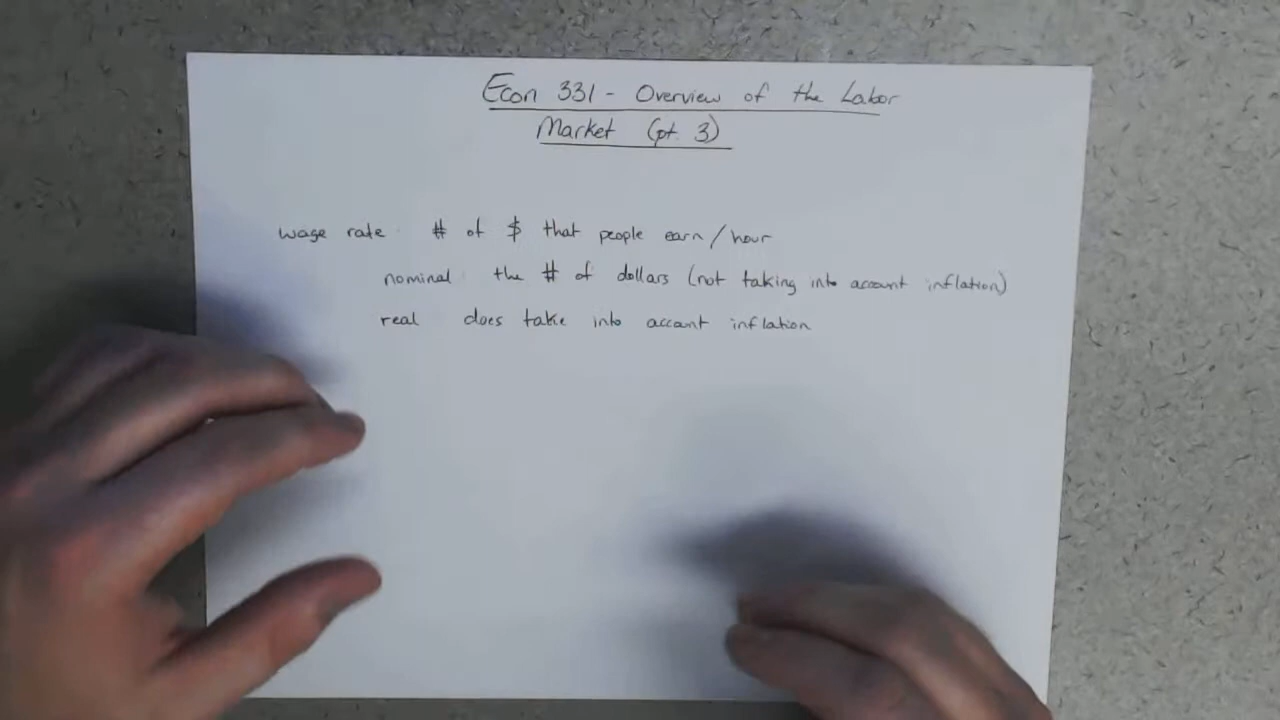 Econ 331 - Overview of the Labor
Market (pt. 3)
wage rate: # of $ that people earn/hour
nominal: the # of dollars (not taking into account inflation)
real: does take into account inflation